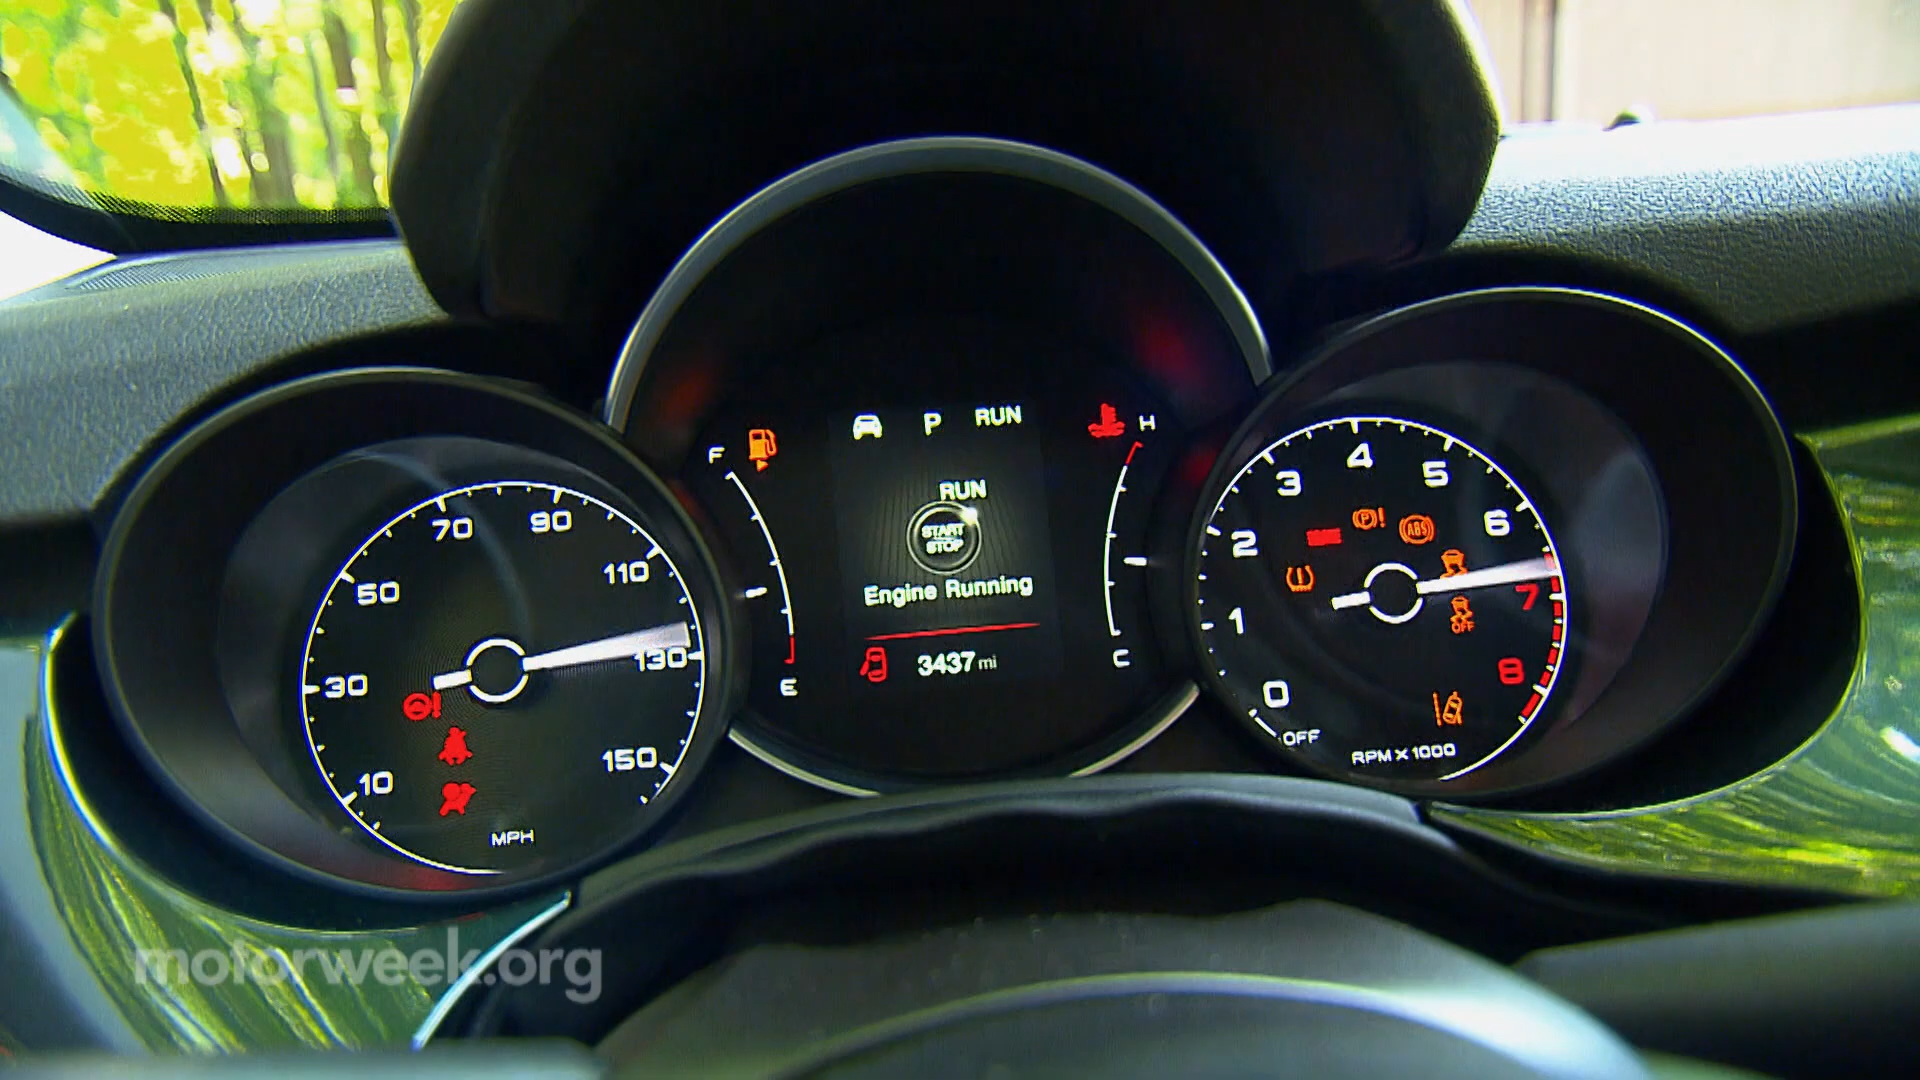 P RUN
RUN
START
STOP
Engine Running
3437 mi
F
E
H
C
10
30
50
70
90
110
130
150
MPH
OFF
0
1
2
3
4
5
6
7
8
RPM X 1000
P !
ABS
OFF
motorweek.org